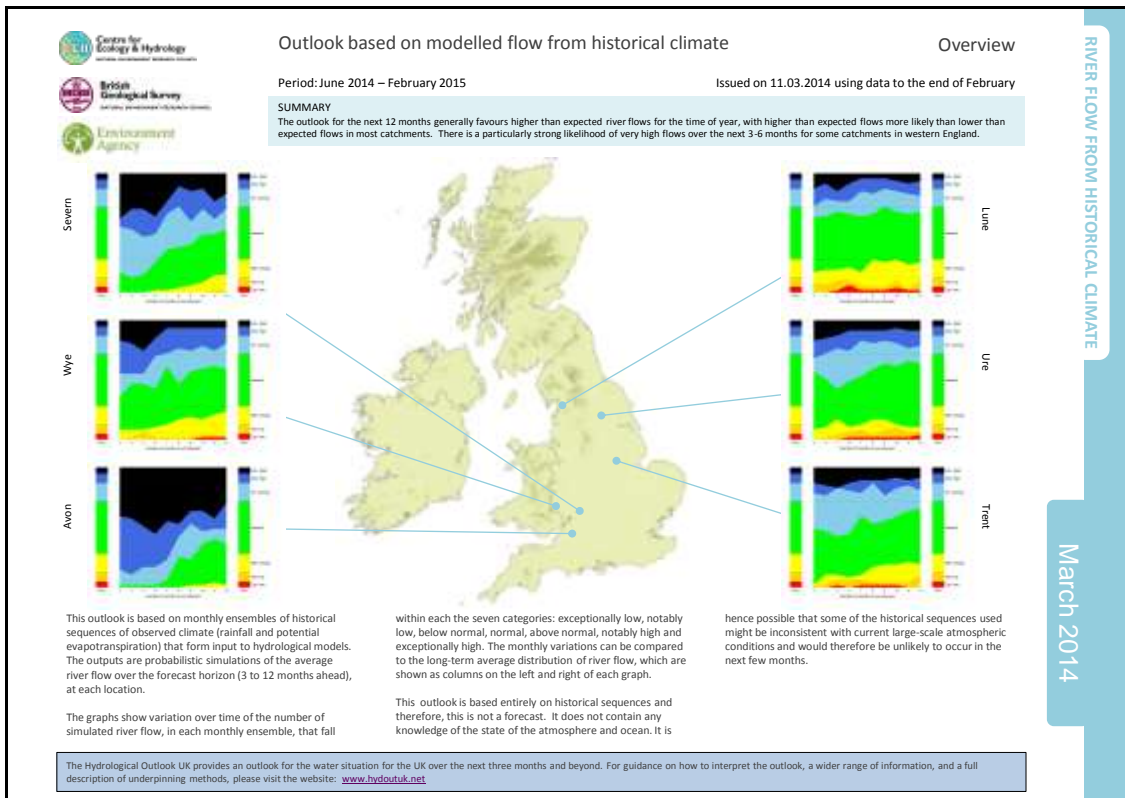 Centre for
Ecology & Hydrology
NATURAL ENVIRONMENT RESEARCH COUNCIL
British
Geological Survey
NATURAL ENVIRONMENT RESEARCH COUNCIL
Environment
Agency
Outlook based on modelled flow from historical climate
Overview
Period: June 2014 – February 2015
Issued on 11.03.2014 using data to the end of February
SUMMARY
The outlook for the next 12 months generally favours higher than expected river flows for the time of year, with higher than expected flows more likely than lower than
expected flows in most catchments. There is a particularly strong likelihood of very high flows over the next 3-6 months for some catchments in western England.
RIVER FLOW FROM HISTORICAL CLIMATE
March 2014
Severn
Wye
Avon
Lune
Ure
Trent
This outlook is based on monthly ensembles of historical
sequences of observed climate (rainfall and potential
evapotranspiration) that form input to hydrological models.
The outputs are probabilistic simulations of the average
river flow over the forecast horizon (3 to 12 months ahead),
at each location.
The graphs show variation over time of the number of
simulated river flow, in each monthly ensemble, that fall
within each the seven categories: exceptionally low, notably
low, below normal, normal, above normal, notably high and
exceptionally high. The monthly variations can be compared
to the long-term average distribution of river flow, which are
shown as columns on the left and right of each graph.
This outlook is based entirely on historical sequences and
therefore, this is not a forecast. It does not contain any
knowledge of the state of the atmosphere and ocean. It is
hence possible that some of the historical sequences used
might be inconsistent with current large-scale atmospheric
conditions and would therefore be unlikely to occur in the
next few months.
The Hydrological Outlook UK provides an outlook for the water situation for the UK over the next three months and beyond. For guidance on how to interpret the outlook, a wider range of information, and a full
description of underpinning methods, please visit the website: www.hydoutuk.net